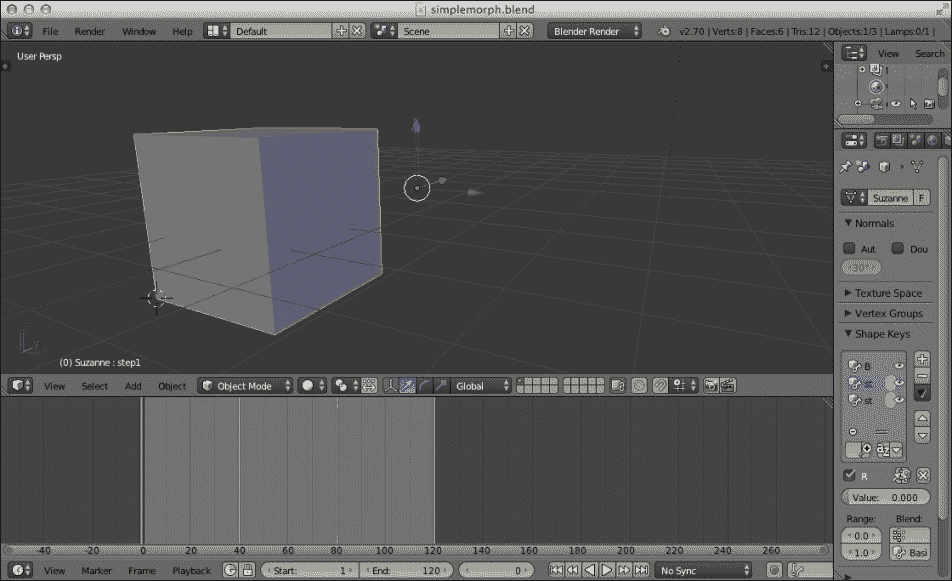 simplemorph.blend
File Render Window Help Default Scene Blender Render v2.70 | Verts:8 | Faces:6 | Tris:12 | Objects:1/3 | Lamps:0/1 |
User Persp
View Search
Suzanne F
Normals
Aut Dou
Texture Space
Vertex Groups
Shape Keys
B
st
st
(0) Suzanne : step1
View Select Add Object Object Mode Global
R
Value: 0.000
Range: Blend:
0.0
1.0 Basi
-40 -20 0 20 40 60 80 100 120 140 160 180 200 220 240 260
View Marker Frame Playback Start: 1 End: 120 0 No Sync